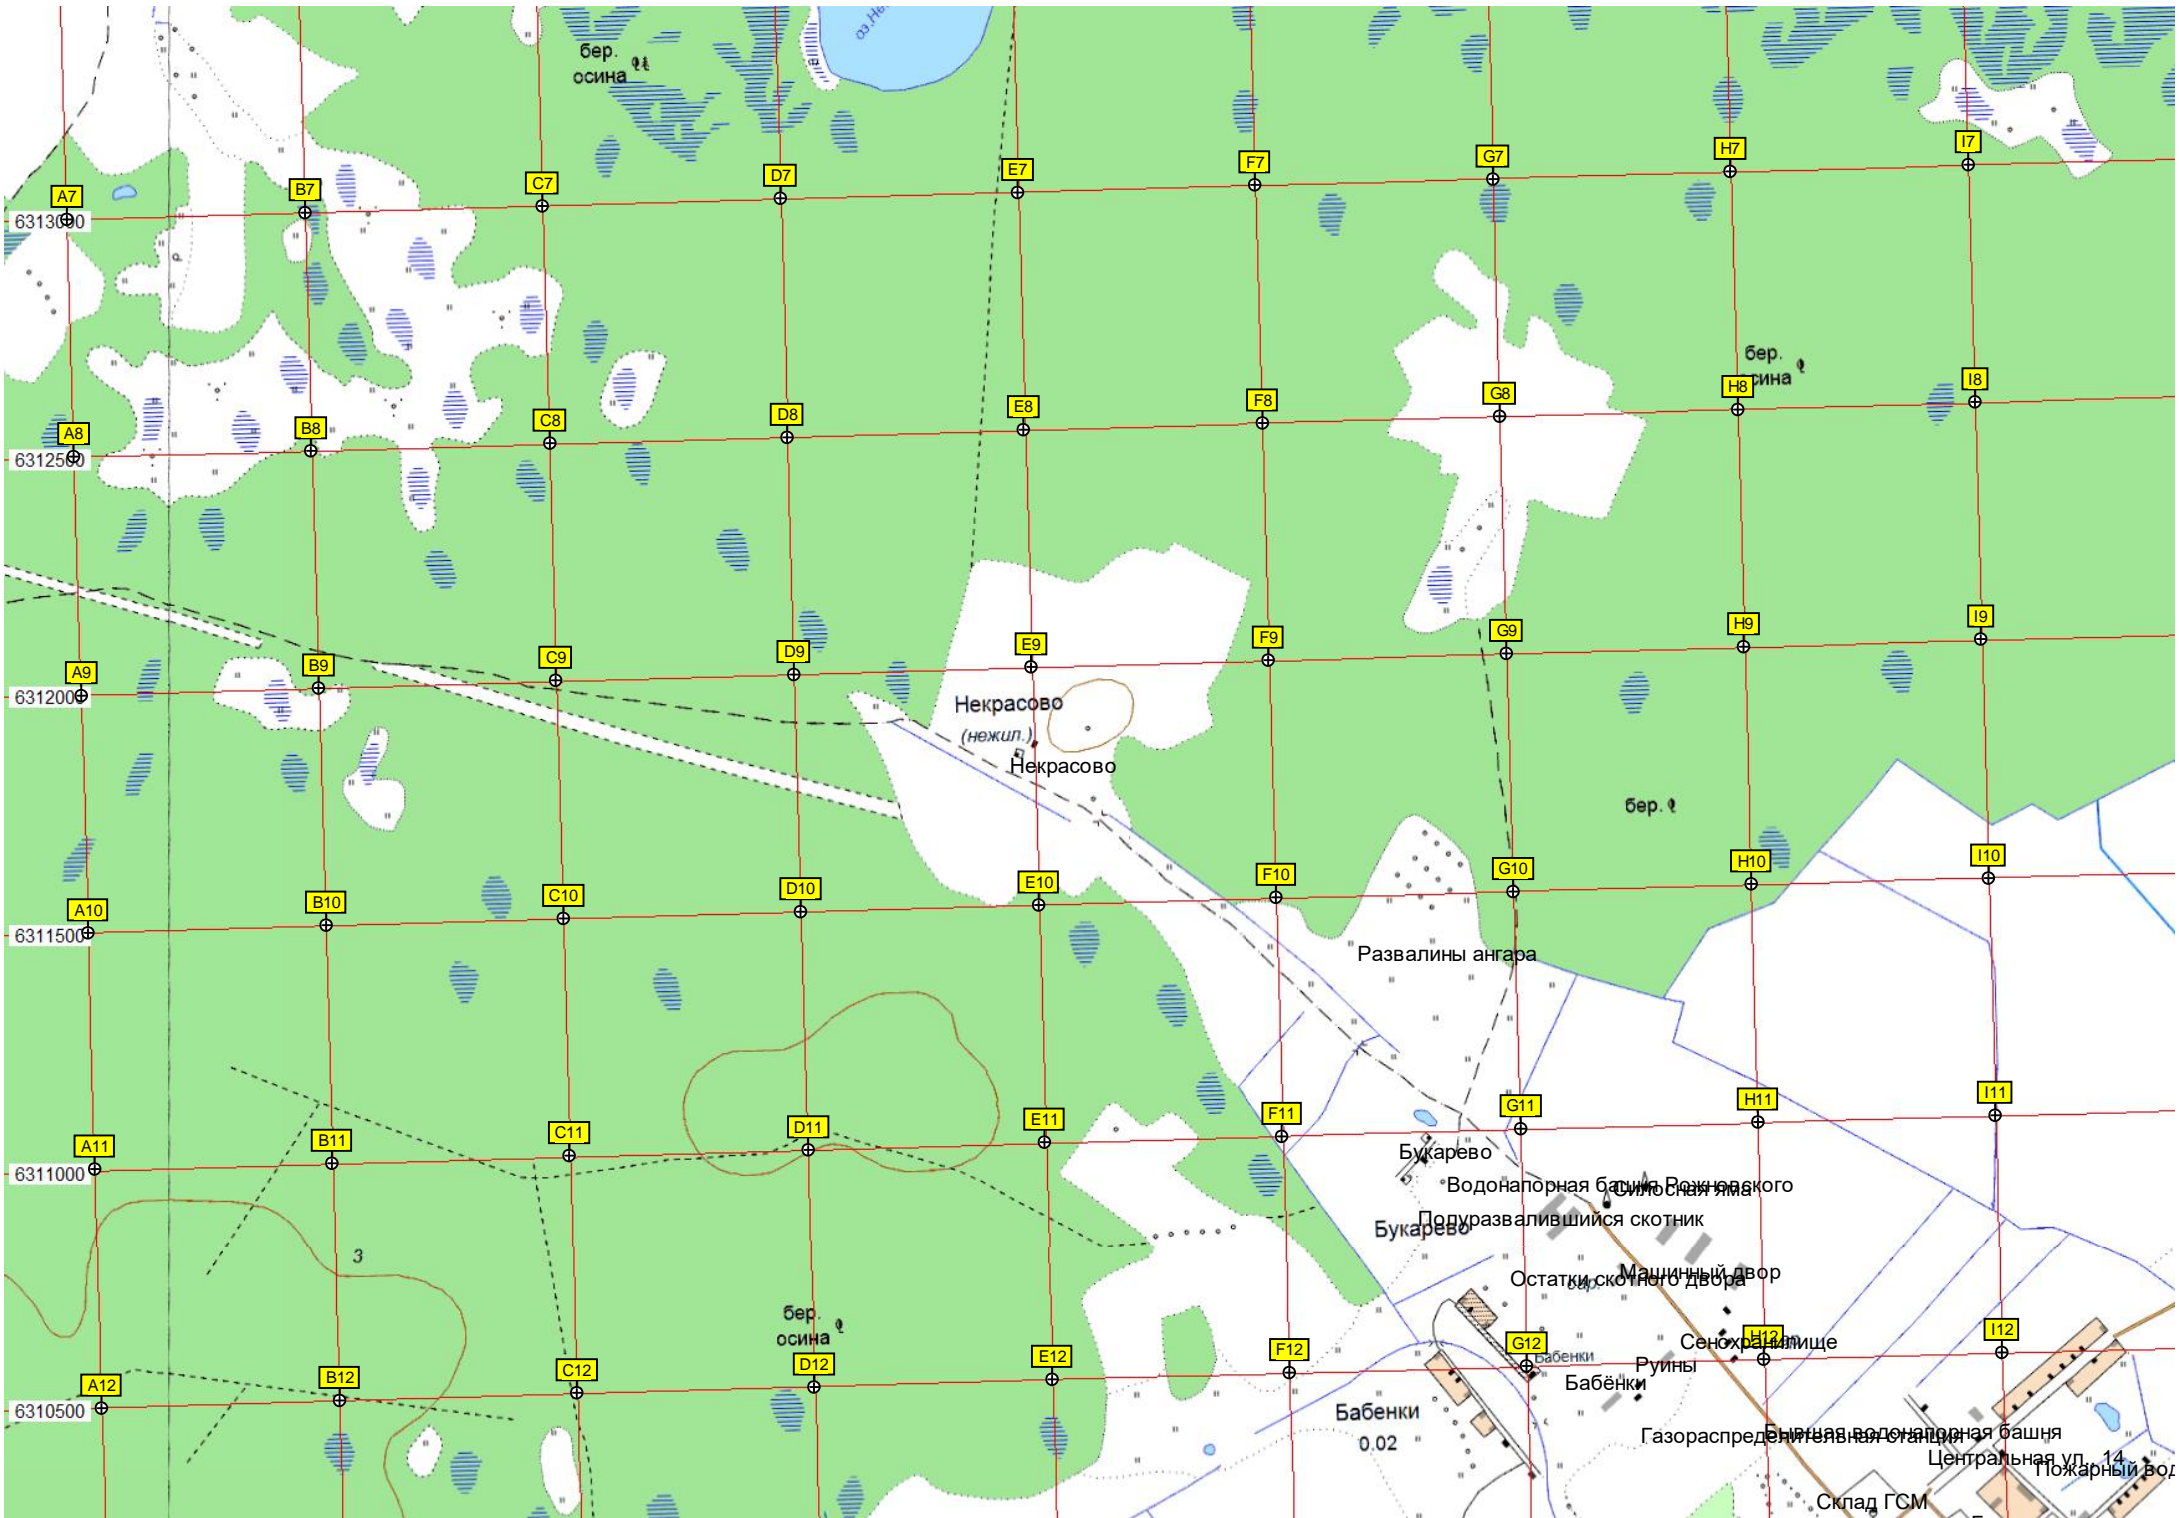 бер.
осина
оз.Не
A7
B7
C7
D7
E7
F7
G7
H7
I7
6313000
бер.
осина
A8
B8
C8
D8
E8
F8
G8
H8
I8
6312500
A9
B9
C9
D9
E9
F9
G9
H9
I9
6312000
Некрасово
(нежил.)
Некрасово
бер.
A10
B10
C10
D10
E10
F10
G10
H10
I10
6311500
Развалины ангара
A11
B11
C11
D11
E11
F11
G11
H11
I11
6311000
Букарево
Водонапорная башня Рожновского
Силосная яма
Полуразвалившийся скотник
Букарево
3
Машинный двор
Остатки скотного двора
бер.
осина
Сенохранилище
Бабенки
Руины
Бабёнки
A12
B12
C12
D12
E12
F12
G12
H12
I12
6310500
Бабенки
0.02
Газораспределительная станция
Бывшая водонапорная башня
Центральная ул., 14
Пожарный вод
Склад ГСМ